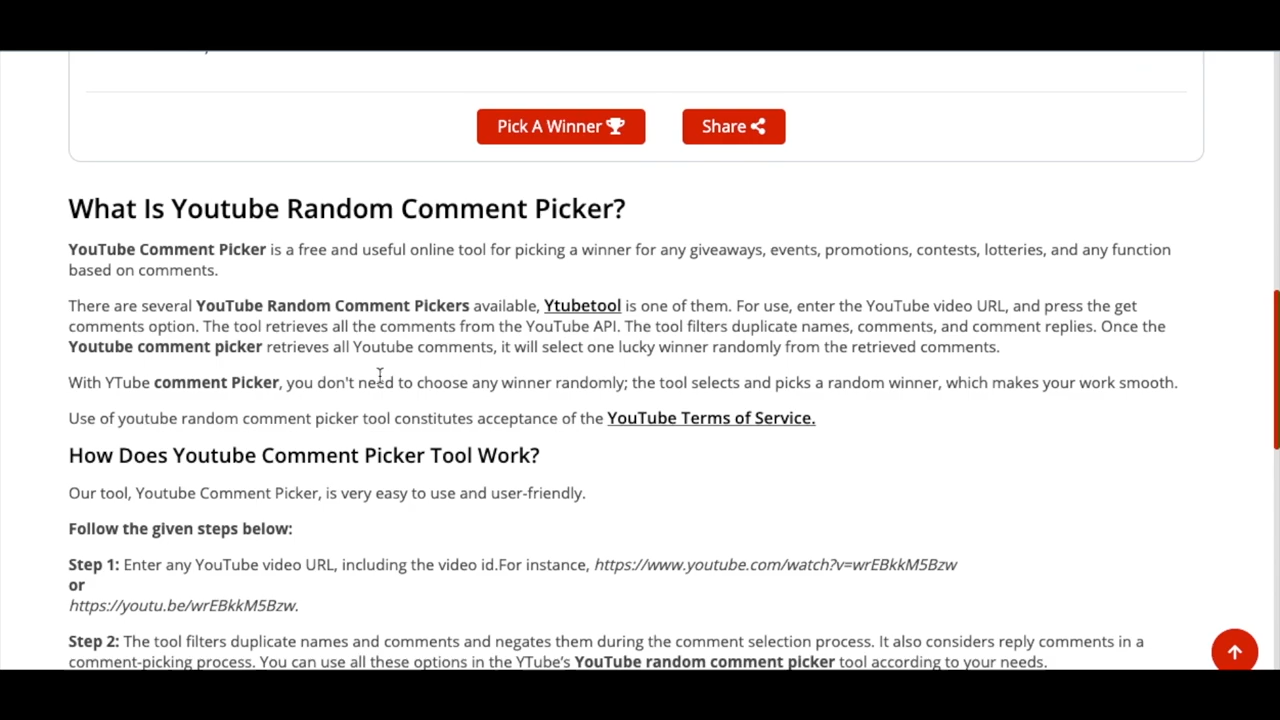 Pick A Winner
Share
What Is Youtube Random Comment Picker?
YouTube Comment Picker is a free and useful online tool for picking a winner for any giveaways, events, promotions, contests, lotteries, and any function
based on comments.
There are several YouTube Random Comment Pickers available, Ytubetool is one of them. For use, enter the YouTube video URL, and press the get
comments option. The tool retrieves all the comments from the YouTube API. The tool filters duplicate names, comments, and comment replies. Once the
Youtube comment picker retrieves all Youtube comments, it will select one lucky winner randomly from the retrieved comments.
With YTube comment Picker, you don't need to choose any winner randomly; the tool selects and picks a random winner, which makes your work smooth.
Use of youtube random comment picker tool constitutes acceptance of the YouTube Terms of Service.
How Does Youtube Comment Picker Tool Work?
Our tool, Youtube Comment Picker, is very easy to use and user-friendly.
Follow the given steps below:
Step 1: Enter any YouTube video URL, including the video id.For instance, https://www.youtube.com/watch?v=wrEBkkM5Bzw
or
https://youtu.be/wrEBkkM5Bzw.
Step 2: The tool filters duplicate names and comments and negates them during the comment selection process. It also considers reply comments in a
comment-picking process. You can use all these options in the YTube's YouTube random comment picker tool according to your needs.